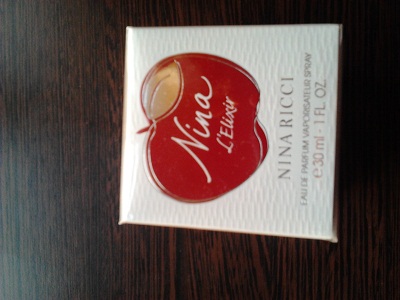 Nina
L'Elixir
NINA RICCI
EAU DE PARFUM VAPORISATEUR SPRAY
e 30 ml - 1 FL. OZ.